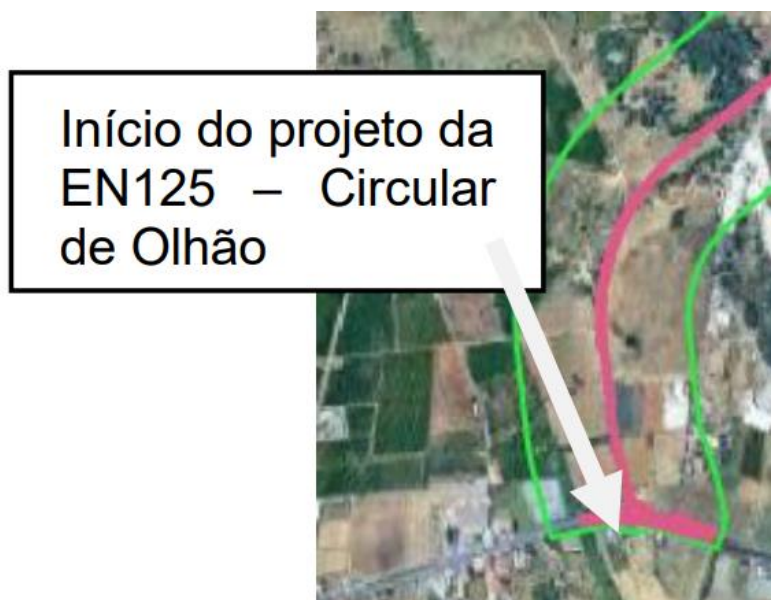 Início do projeto da
EN125 – Circular
de Olhão